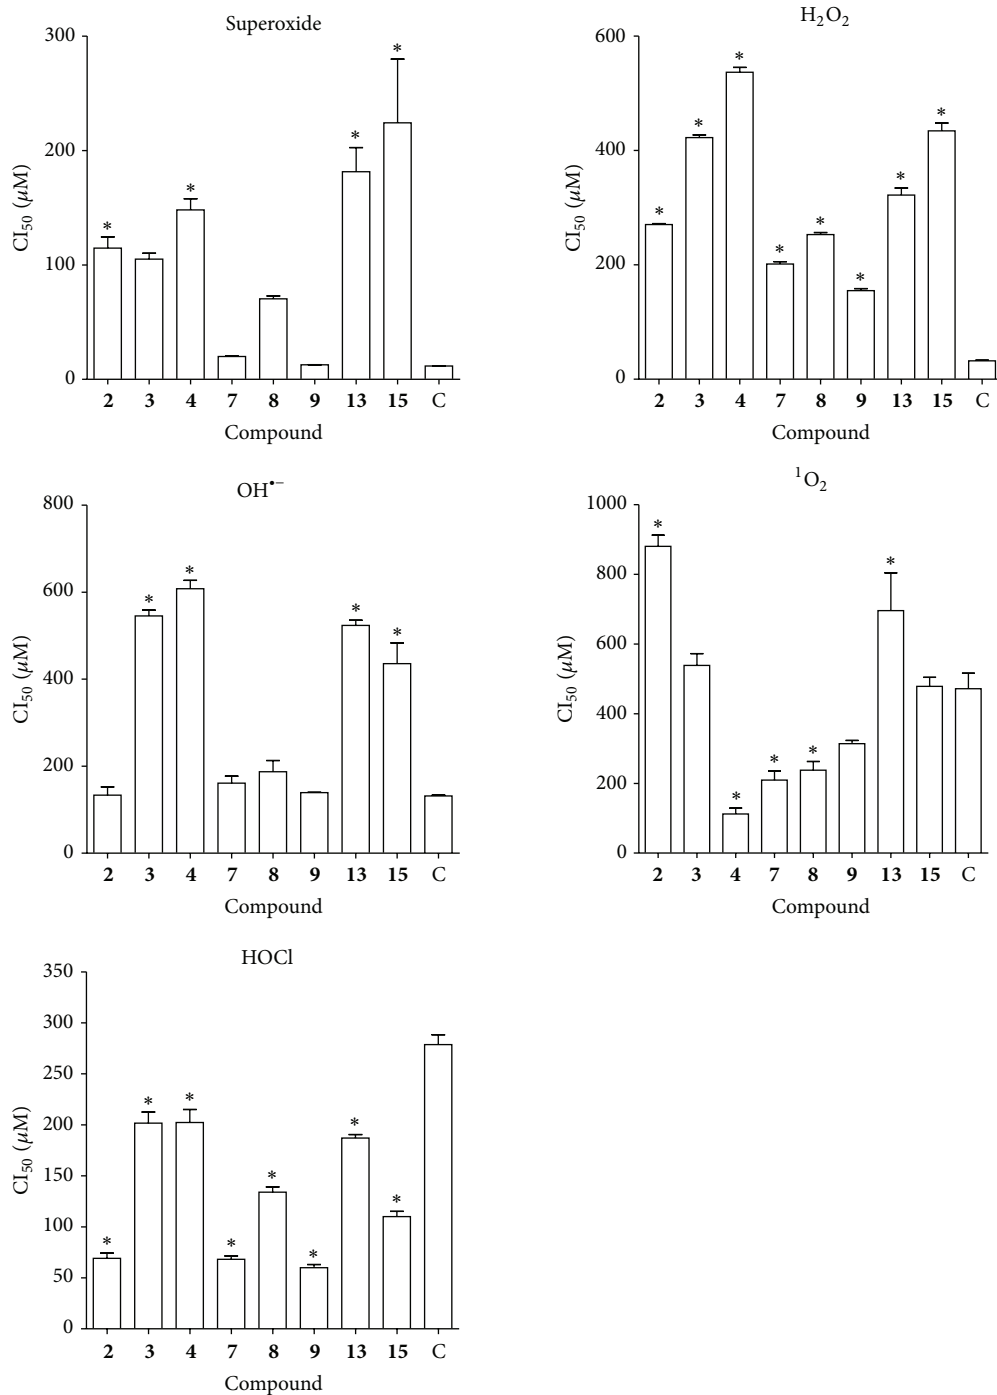 Superoxide
CI₅₀ (μM)
300
200
100
0
* * * *
2 3 4 7 8 9 13 15 C
Compound
H₂O₂
CI₅₀ (μM)
600
400
200
0
* * * * * * * *
2 3 4 7 8 9 13 15 C
Compound
OH•−
CI₅₀ (μM)
800
600
400
200
0
* * * *
2 3 4 7 8 9 13 15 C
Compound
¹O₂
CI₅₀ (μM)
1000
800
600
400
200
0
* * * * *
2 3 4 7 8 9 13 15 C
Compound
HOCl
CI₅₀ (μM)
350
300
250
200
150
100
50
0
* * * * * * * *
2 3 4 7 8 9 13 15 C
Compound